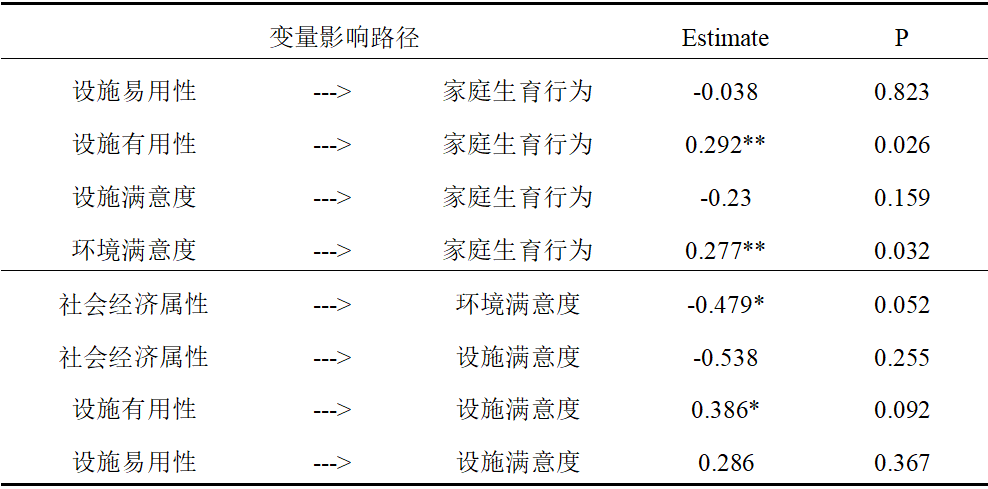 变量影响路径 Estimate P
设施易用性 ---> 家庭生育行为 -0.038 0.823
设施有用性 ---> 家庭生育行为 0.292** 0.026
设施满意度 ---> 家庭生育行为 -0.23 0.159
环境满意度 ---> 家庭生育行为 0.277** 0.032
社会经济属性 ---> 环境满意度 -0.479* 0.052
社会经济属性 ---> 设施满意度 -0.538 0.255
设施有用性 ---> 设施满意度 0.386* 0.092
设施易用性 ---> 设施满意度 0.286 0.367